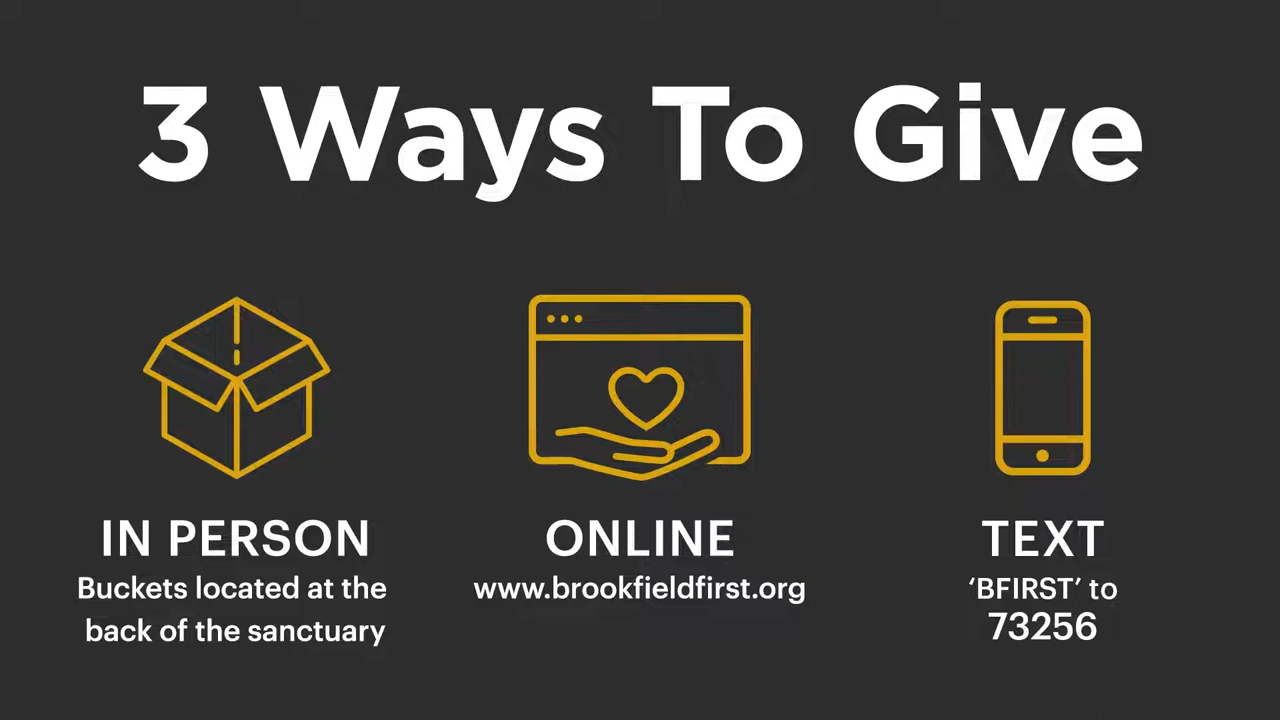 3 Ways To Give
IN PERSON
Buckets located at the
back of the sanctuary
ONLINE
www.brookfieldfirst.org
TEXT
‘BFIRST’ to
73256